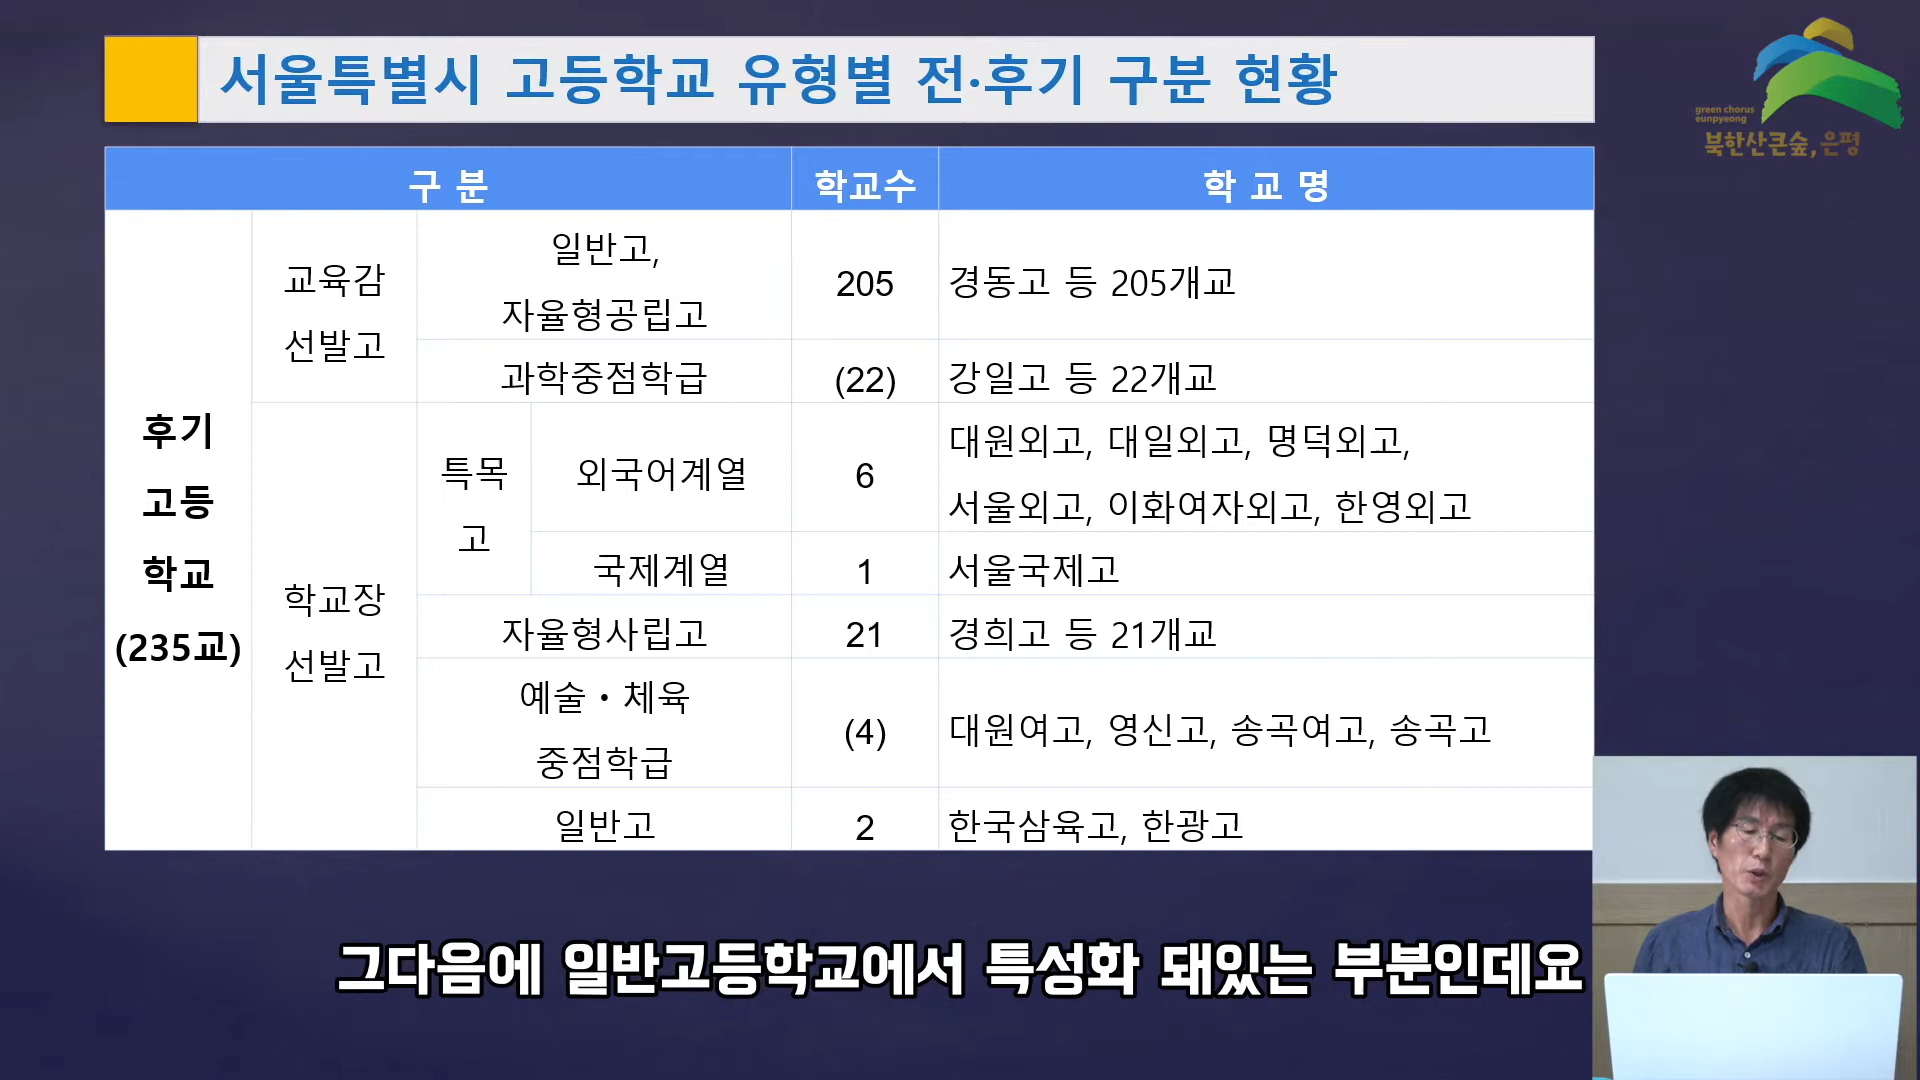 서울특별시 고등학교 유형별 전·후기 구분 현황
green chorus
eunpyeong
북한산큰숲, 은평
구 분 학교수 학 교 명
후기
고등
학교
(235교)
교육감
선발고
일반고,
자율형공립고
205
경동고 등 205개교
과학중점학급
(22)
강일고 등 22개교
학교장
선발고
특목
고
외국어계열
6
대원외고, 대일외고, 명덕외고,
서울외고, 이화여자외고, 한영외고
국제계열
1
서울국제고
자율형사립고
21
경희고 등 21개교
예술・체육
중점학급
(4)
대원여고, 영신고, 송곡여고, 송곡고
일반고
2
한국삼육고, 한광고
그다음에 일반고등학교에서 특성화 돼있는 부분인데요